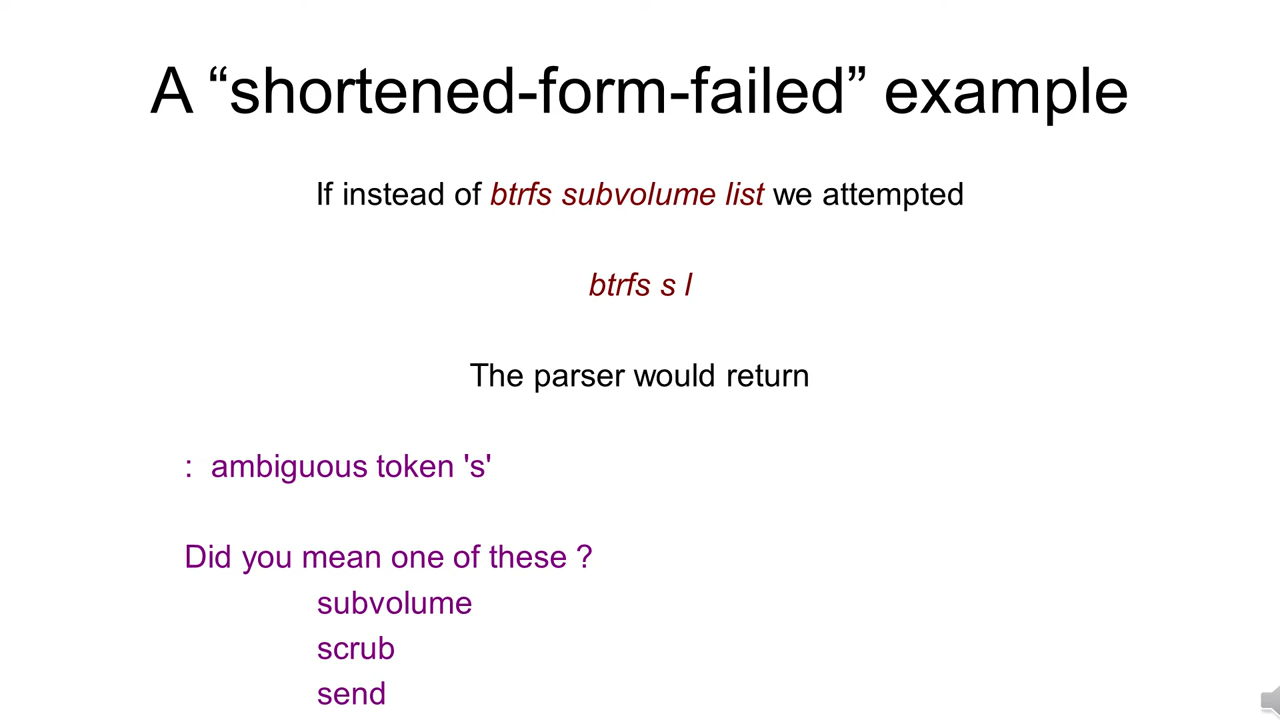 A “shortened-form-failed” example
If instead of btrfs subvolume list we attempted
btrfs s l
The parser would return
: ambiguous token 's'
Did you mean one of these ?
subvolume
scrub
send